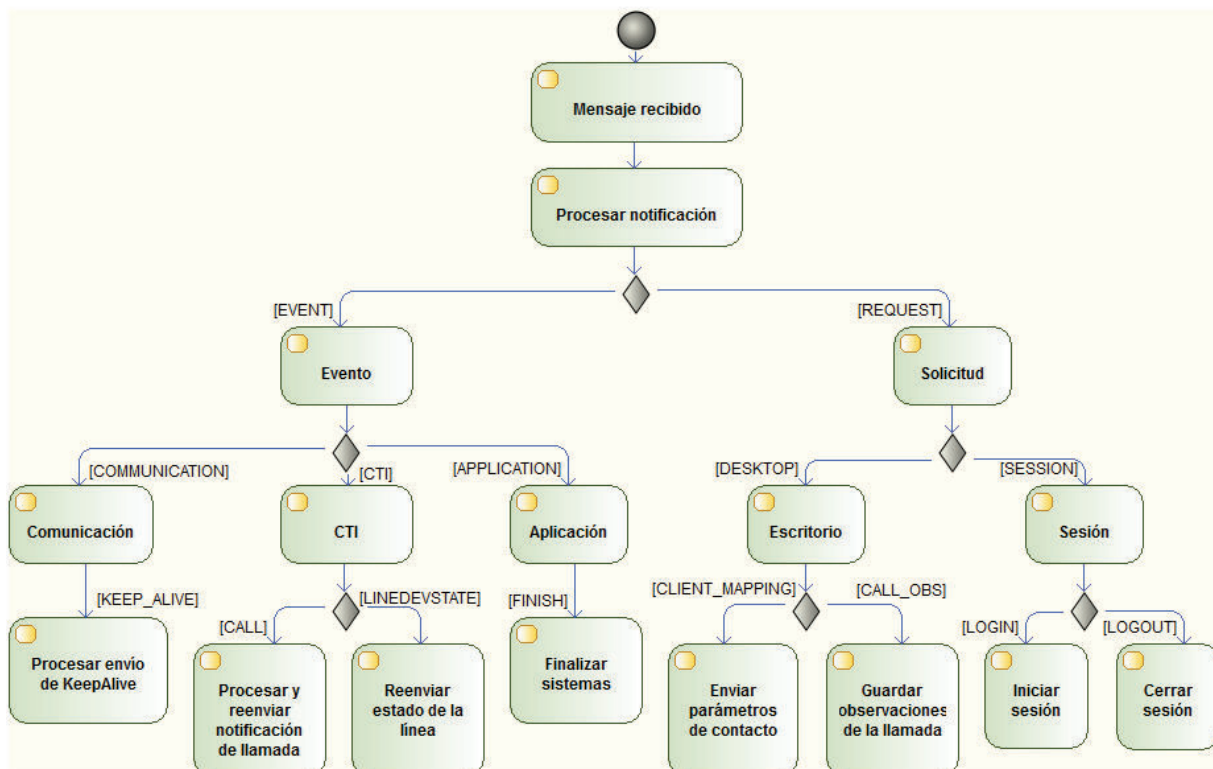 Mensaje recibido
Procesar notificación
[EVENT]
[REQUEST]
Evento
Solicitud
[COMMUNICATION]
[CTI]
[APPLICATION]
[DESKTOP]
[SESSION]
Comunicación
CTI
Aplicación
Escritorio
Sesión
[KEEP_ALIVE]
[CALL]
[LINEDEVSTATE]
[FINISH]
[CLIENT_MAPPING]
[CALL_OBS]
[LOGIN]
[LOGOUT]
Procesar envio
de KeepAlive
Procesar y
reenviar
notificación
de llamada
Reenviar
estado de la
línea
Finalizar
sistemas
Enviar
parámetros
de contacto
Guardar
observaciones
de la llamada
Iniciar
sesión
Cerrar
sesión